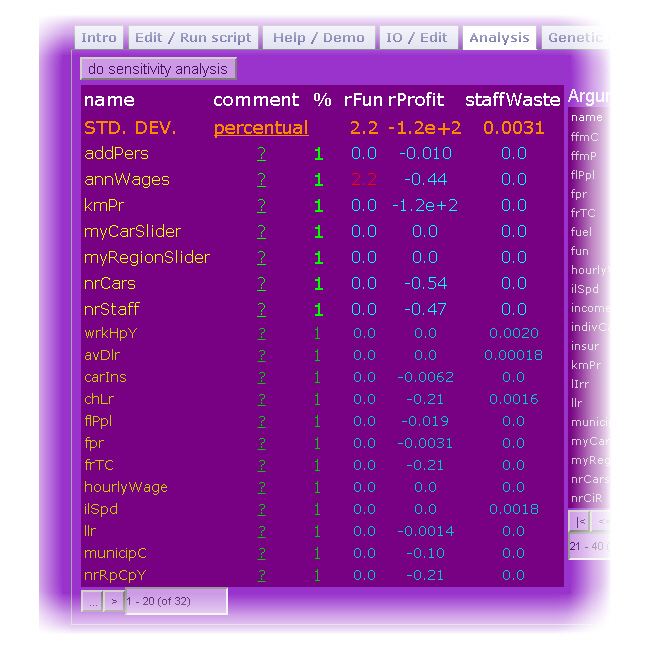 Intro Edit / Run script Help / Demo IO / Edit Analysis Genetic
do sensitivity analysis
name comment % rFun rProfit staffWaste
STD. DEV. percentual 2.2 -1.2e+2 0.0031
addPers ? 1 0.0 -0.010 0.0
annWages ? 1 2.2 -0.44 0.0
kmPr ? 1 0.0 -1.2e+2 0.0
myCarSlider ? 1 0.0 0.0 0.0
myRegionSlider ? 1 0.0 0.0 0.0
nrCars ? 1 0.0 -0.54 0.0
nrStaff ? 1 0.0 -0.47 0.0
wrkHpY ? 1 0.0 0.0 0.0020
avDlr ? 1 0.0 0.0 0.00018
carIns ? 1 0.0 -0.0062 0.0
chLr ? 1 0.0 -0.21 0.0016
flPpl ? 1 0.0 -0.019 0.0
fpr ? 1 0.0 -0.0031 0.0
frTC ? 1 0.0 -0.21 0.0
hourlyWage ? 1 0.0 0.0 0.0
ilSpd ? 1 0.0 0.0 0.0018
llr ? 1 0.0 -0.0014 0.0
municipC ? 1 0.0 -0.10 0.0
nrRpCpY ? 1 0.0 -0.21 0.0
... > 1 - 20 (of 32)
Argu
name
ffmC
ffmP
flPpl
fpr
frTC
fuel
fun
hourly
ilSpd
income
indivC
insur
kmPr
lIrr
llr
munici
myCar
myReg
nrCars
nrCiR
|< <
21 - 40 (